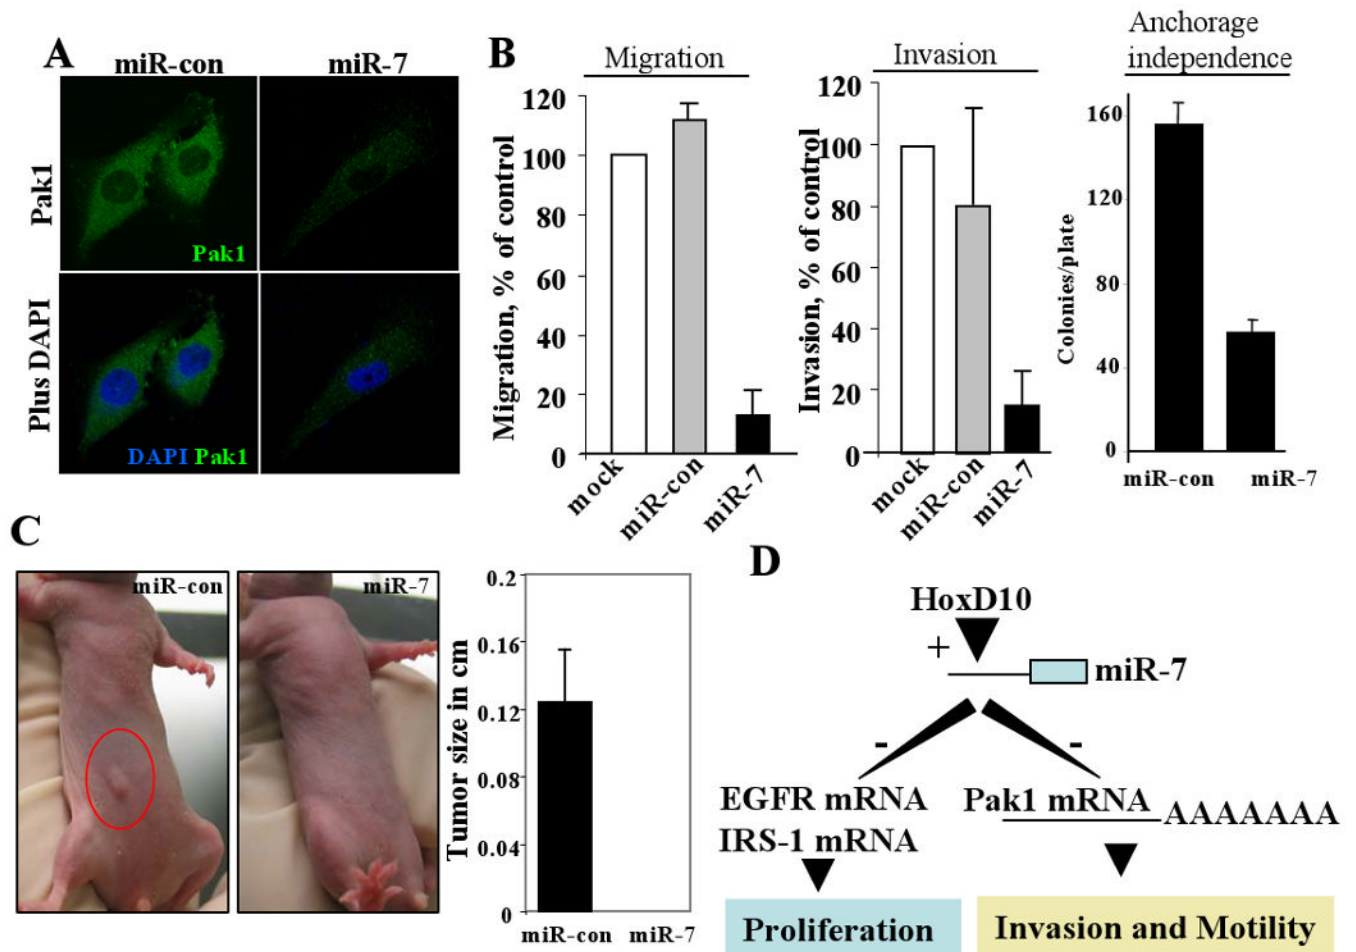 A
miR-con
miR-7
Pak1
Pak1
Plus DAPI
DAPI Pak1
B
Migration
Migration, % of control
120
100
80
60
40
20
0
mock
miR-con
miR-7
Invasion
Invasion, % of control
120
100
80
60
40
20
0
mock
miR-con
miR-7
Anchorage
independence
Colonies/plate
160
120
80
40
0
miR-con
miR-7
C
miR-con
miR-7
Tumor size in cm
0.2
0.16
0.12
0.08
0.04
0
miR-con
miR-7
D
HoxD10
+
miR-7
-
-
EGFR mRNA
IRS-1 mRNA
Pak1 mRNA
AAAAAAA
Proliferation
Invasion and Motility